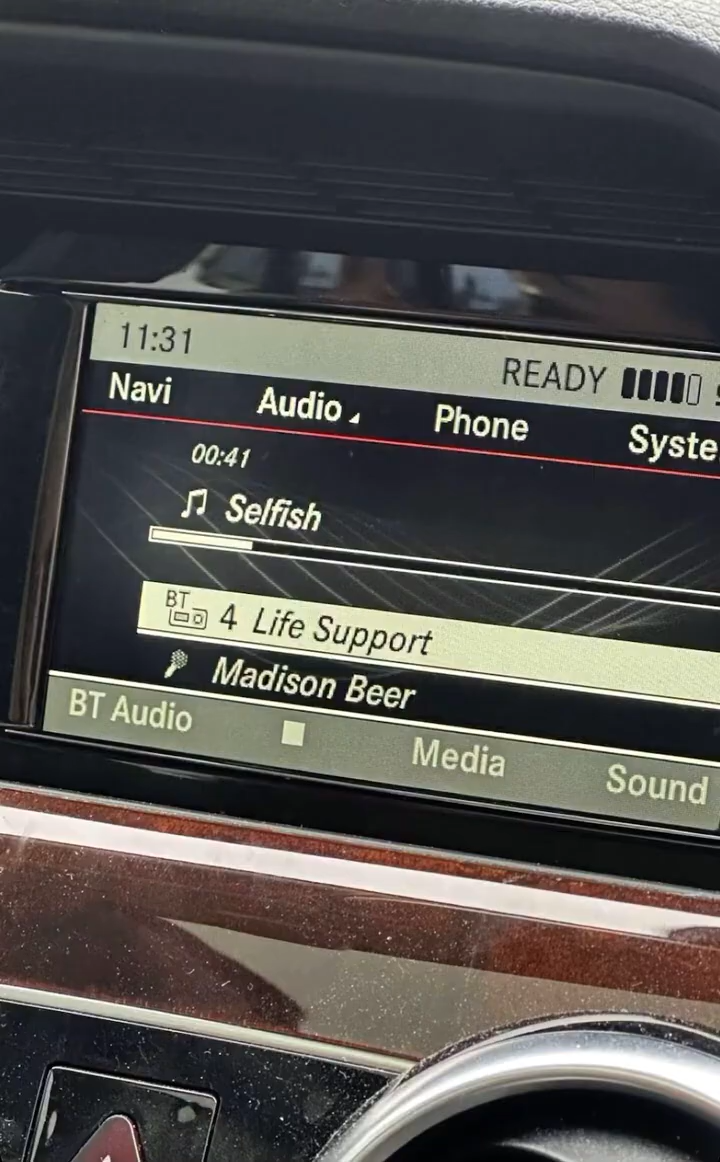 11:31 READY
Navi Audio Phone Syste
00:41
Selfish
BT 4 Life Support
Madison Beer
BT Audio Media Sound